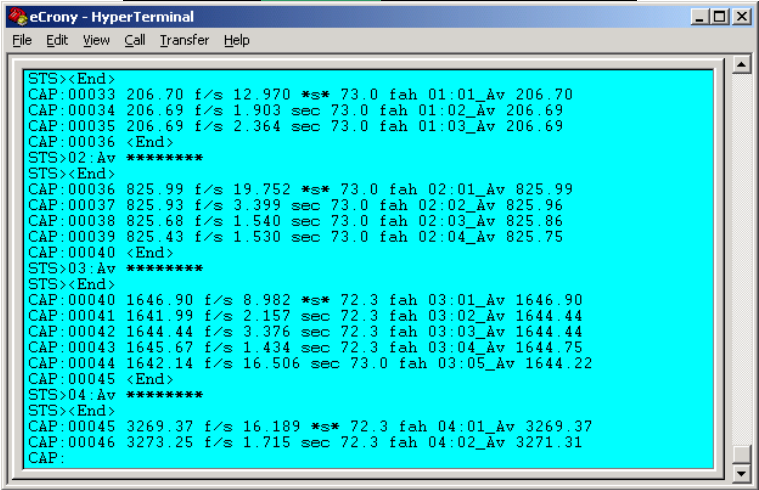 eCrony - HyperTerminal
File Edit View Call Transfer Help
STS><End>
CAP:00033 206.70 f/s 12.970 *s* 73.0 fah 01:01_Av 206.70
CAP:00034 206.69 f/s 1.903 sec 73.0 fah 01:02_Av 206.69
CAP:00035 206.69 f/s 2.364 sec 73.0 fah 01:03_Av 206.69
CAP:00036 <End>
STS>02:Av ********
STS><End>
CAP:00036 825.99 f/s 19.752 *s* 73.0 fah 02:01_Av 825.99
CAP:00037 825.93 f/s 3.399 sec 73.0 fah 02:02_Av 825.96
CAP:00038 825.68 f/s 1.540 sec 73.0 fah 02:03_Av 825.86
CAP:00039 825.43 f/s 1.530 sec 73.0 fah 02:04_Av 825.75
CAP:00040 <End>
STS>03:Av ********
STS><End>
CAP:00040 1646.90 f/s 8.982 *s* 72.3 fah 03:01_Av 1646.90
CAP:00041 1641.99 f/s 2.157 sec 72.3 fah 03:02_Av 1644.44
CAP:00042 1644.44 f/s 3.376 sec 72.3 fah 03:03_Av 1644.44
CAP:00043 1645.67 f/s 1.434 sec 72.3 fah 03:04_Av 1644.75
CAP:00044 1642.14 f/s 16.506 sec 73.0 fah 03:05_Av 1644.22
CAP:00045 <End>
STS>04:Av ********
STS><End>
CAP:00045 3269.37 f/s 16.189 *s* 72.3 fah 04:01_Av 3269.37
CAP:00046 3273.25 f/s 1.715 sec 72.3 fah 04:02_Av 3271.31
CAP: